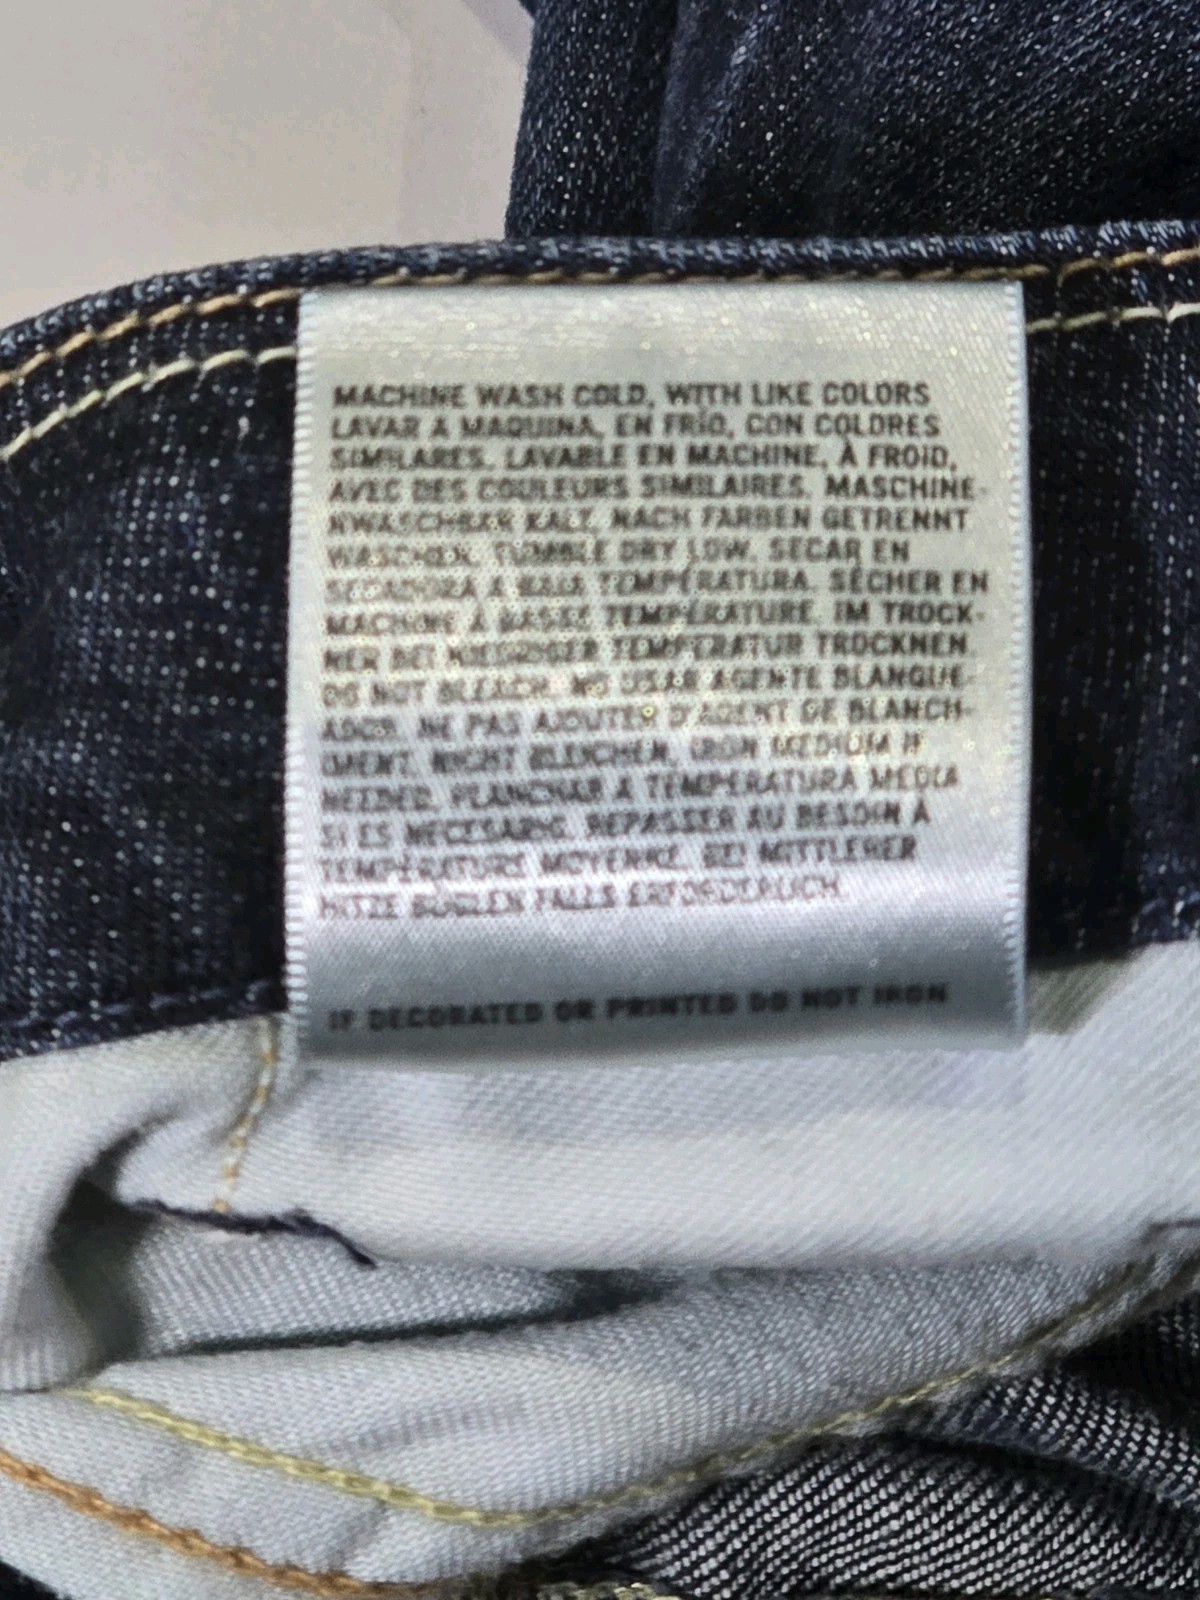 MACHINE WASH COLD, WITH LIKE COLORS
LAVAR A MAQUINA, EN FRÍO, CON COLORES
SIMILARES. LAVABLE EN MACHINE, À FROID,
AVEC DES COULEURS SIMILAIRES. MASCHINE-
NWASCHBAR KALT. NACH FARBEN GETRENNT
WASCHEN. TUMBLE DRY LOW. SECAR EN
SECADORA A BAJA TEMPERATURA. SÉCHER EN
MACHINE À BASSE TEMPÉRATURE. IM TROCK-
NER BEI NIEDRIGER TEMPERATUR TROCKNEN.
DO NOT BLEACH. NO USAR AGENTE BLANQUE-
ADOR. NE PAS AJOUTER D'AGENT DE BLANCH-
IMENT. NICHT BLEICHEN. IRON MEDIUM IF
NEEDED. PLANCHAR A TEMPERATURA MEDIA
SI ES NECESARIO. REPASSER AU BESOIN À
TEMPÉRATURE MOYENNE. BEI MITTLERER
HITZE BÜGLEN FALLS ERFORDERLICH.
IF DECORATED OR PRINTED DO NOT IRON